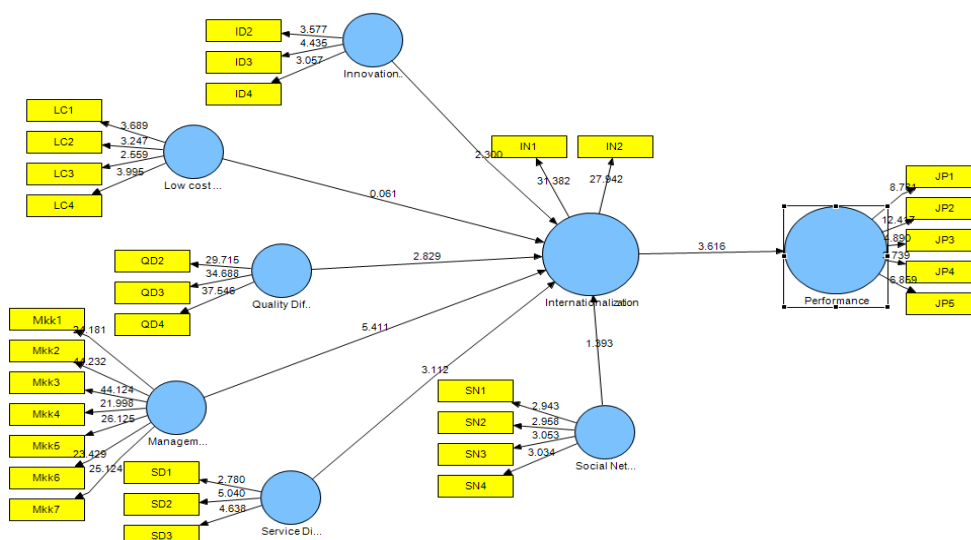 ID2
3.577
4.435
ID3
3.057
ID4
Innovation..
LC1
3.689
LC2
3.247
LC3
2.559
3.995
LC4
Low cost ...
2.300
IN1
IN2
31.382
27.942
0.061
JP1
JP2
12.417
JP3
JP4
6.859
JP5
3.616
Performance
QD2
29.715
34.688
QD3
37.546
QD4
Quality Dif..
2.829
Internationalization
Mkk1
24.181
Mkk2
44.232
Mkk3
44.124
Mkk4
21.998
26.125
Mkk5
23.429
Mkk6
25.124
Mkk7
Managem...
5.411
3.112
1.393
SN1
2.943
SN2
2.958
3.053
SN3
3.034
SN4
Social Net...
SD1
2.780
SD2
5.040
4.638
SD3
Service Di...